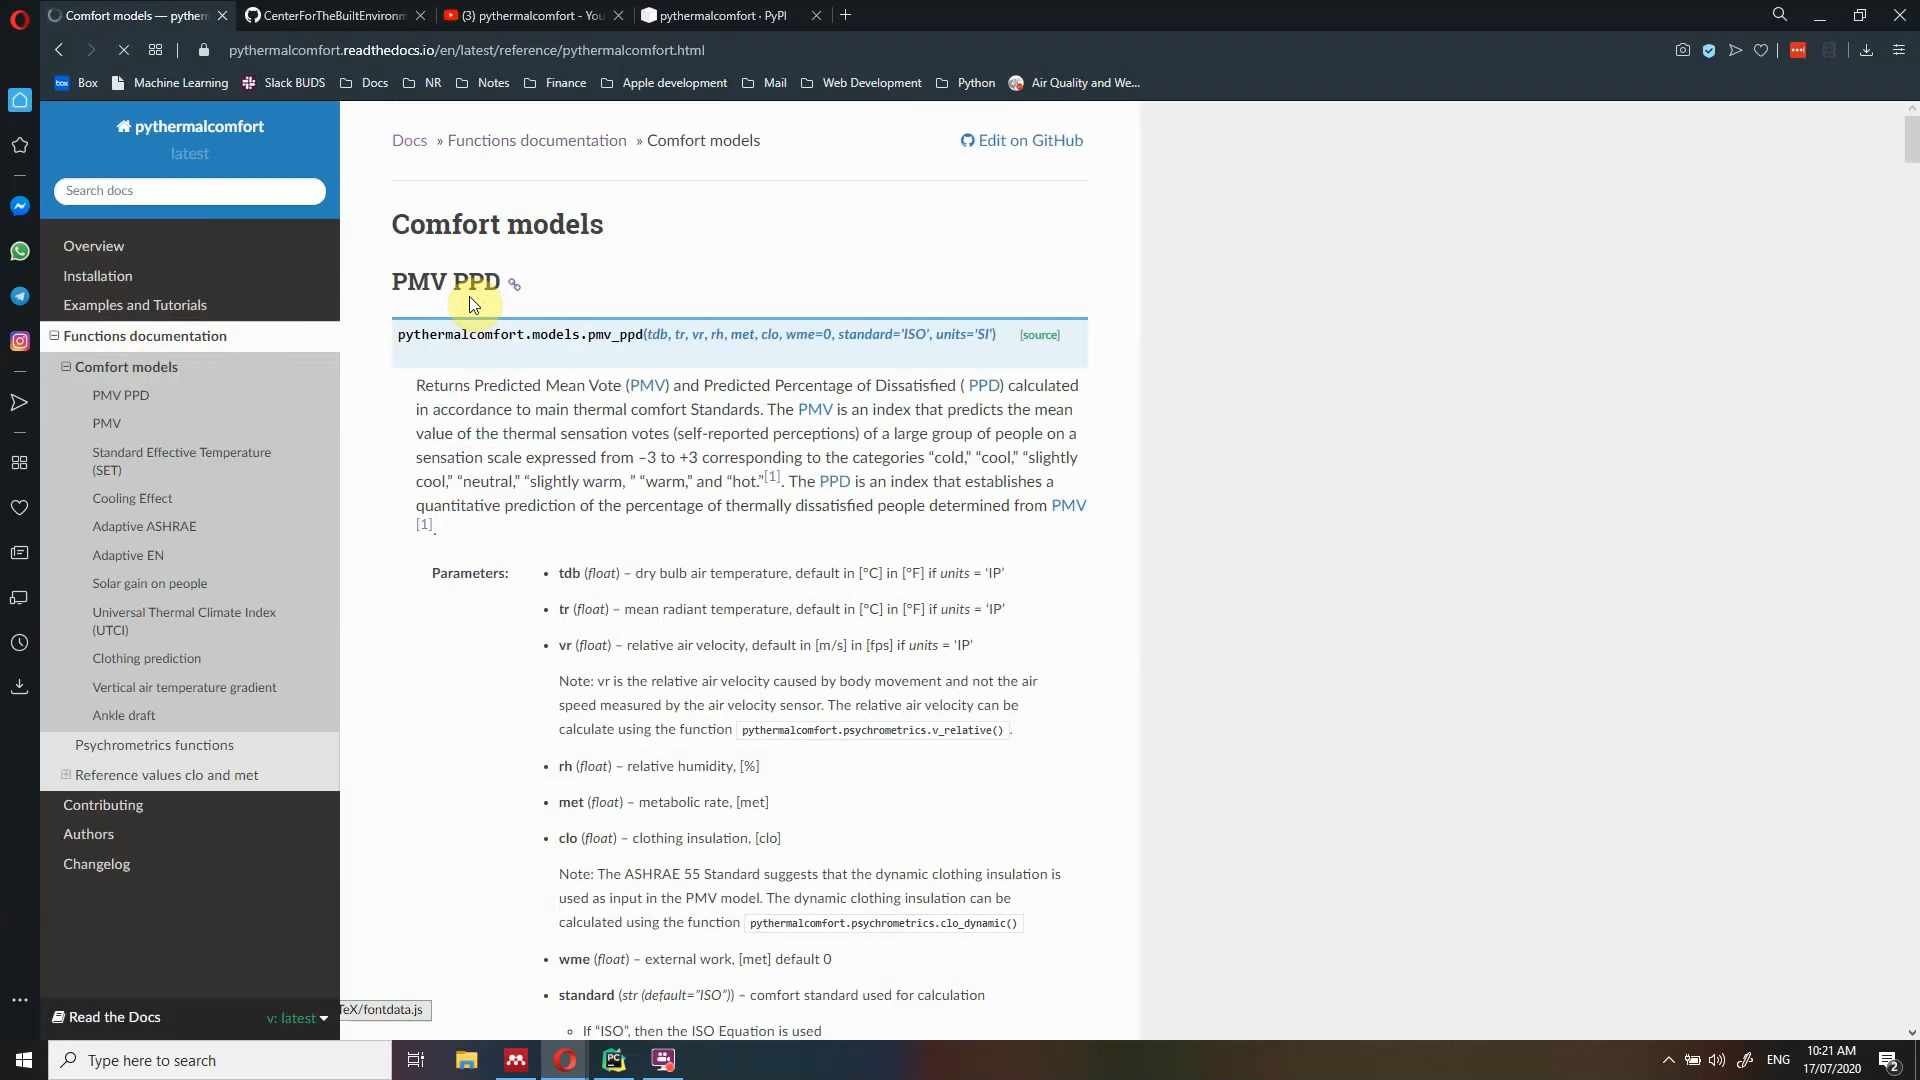 Comfort models — pytherm
CenterForTheBuiltEnvironm
(3) pythermalcomfort - You
pythermalcomfort · PyPI
pythermalcomfort.readthedocs.io/en/latest/reference/pythermalcomfort.html
Box
Machine Learning
Slack BUDS
Docs
NR
Notes
Finance
Apple development
Mail
Web Development
Python
Air Quality and We...
pythermalcomfort
latest
Search docs
Overview
Installation
Examples and Tutorials
Functions documentation
Comfort models
PMV PPD
PMV
Standard Effective Temperature
(SET)
Cooling Effect
Adaptive ASHRAE
Adaptive EN
Solar gain on people
Universal Thermal Climate Index
(UTCI)
Clothing prediction
Vertical air temperature gradient
Ankle draft
Psychrometrics functions
Reference values clo and met
Contributing
Authors
Changelog
Read the Docs
v: latest
TeX/fontdata.js
Docs » Functions documentation » Comfort models
Edit on GitHub
Comfort models
PMV PPD
pythermalcomfort.models.pmv_ppd(tdb, tr, vr, rh, met, clo, wme=0, standard='ISO', units='SI') [source]
Returns Predicted Mean Vote (PMV) and Predicted Percentage of Dissatisfied ( PPD) calculated
in accordance to main thermal comfort Standards. The PMV is an index that predicts the mean
value of the thermal sensation votes (self-reported perceptions) of a large group of people on a
sensation scale expressed from –3 to +3 corresponding to the categories “cold,” “cool,” “slightly
cool,” “neutral,” “slightly warm, ” “warm,” and “hot.”[1]. The PPD is an index that establishes a
quantitative prediction of the percentage of thermally dissatisfied people determined from PMV
[1].
Parameters:
• tdb (float) – dry bulb air temperature, default in [°C] in [°F] if units = ‘IP’
• tr (float) – mean radiant temperature, default in [°C] in [°F] if units = ‘IP’
• vr (float) – relative air velocity, default in [m/s] in [fps] if units = ‘IP’
Note: vr is the relative air velocity caused by body movement and not the air
speed measured by the air velocity sensor. The relative air velocity can be
calculate using the function pythermalcomfort.psychrometrics.v_relative() .
• rh (float) – relative humidity, [%]
• met (float) – metabolic rate, [met]
• clo (float) – clothing insulation, [clo]
Note: The ASHRAE 55 Standard suggests that the dynamic clothing insulation is
used as input in the PMV model. The dynamic clothing insulation can be
calculated using the function pythermalcomfort.psychrometrics.clo_dynamic()
• wme (float) – external work, [met] default 0
• standard (str (default=”ISO”)) – comfort standard used for calculation
◦ If “ISO”, then the ISO Equation is used
Type here to search
PC
ENG
10:21 AM
17/07/2020
2